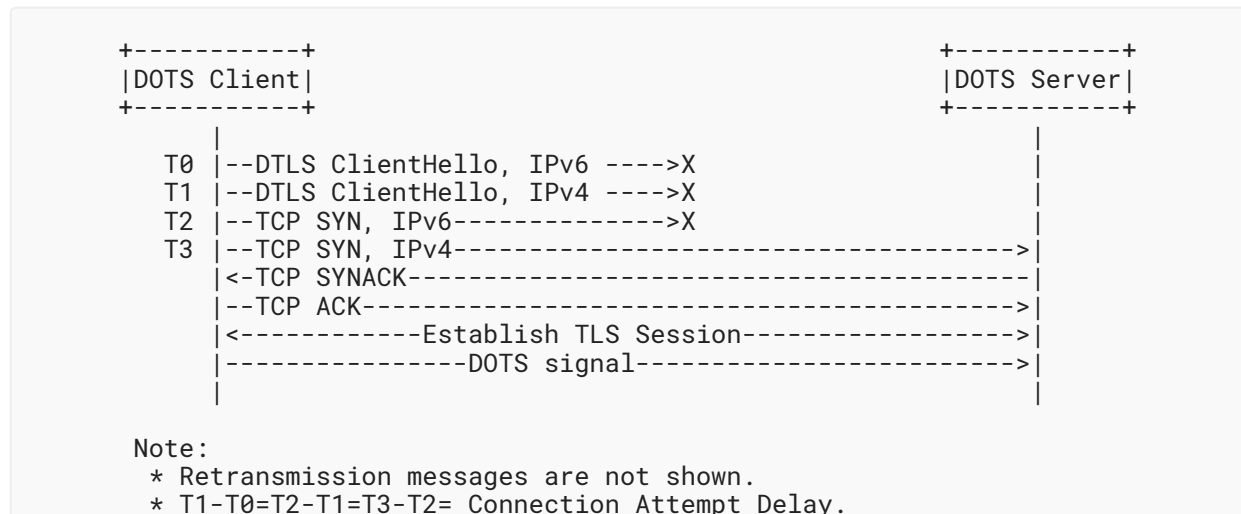 +-----------+                                     +-----------+
|DOTS Client|                                     |DOTS Server|
+-----------+                                     +-----------+
      |                                                 |
   T0 |--DTLS ClientHello, IPv6 ---->X                  |
   T1 |--DTLS ClientHello, IPv4 ---->X                  |
   T2 |--TCP SYN, IPv6-------------->X                  |
   T3 |--TCP SYN, IPv4------------------------------------->|
      |<-TCP SYNACK-----------------------------------------|
      |--TCP ACK------------------------------------------->|
      |<------------Establish TLS Session------------------>|
      |----------------DOTS signal------------------------->|
      |                                                 |
Note:
* Retransmission messages are not shown.
* T1-T0=T2-T1=T3-T2= Connection Attempt Delay.